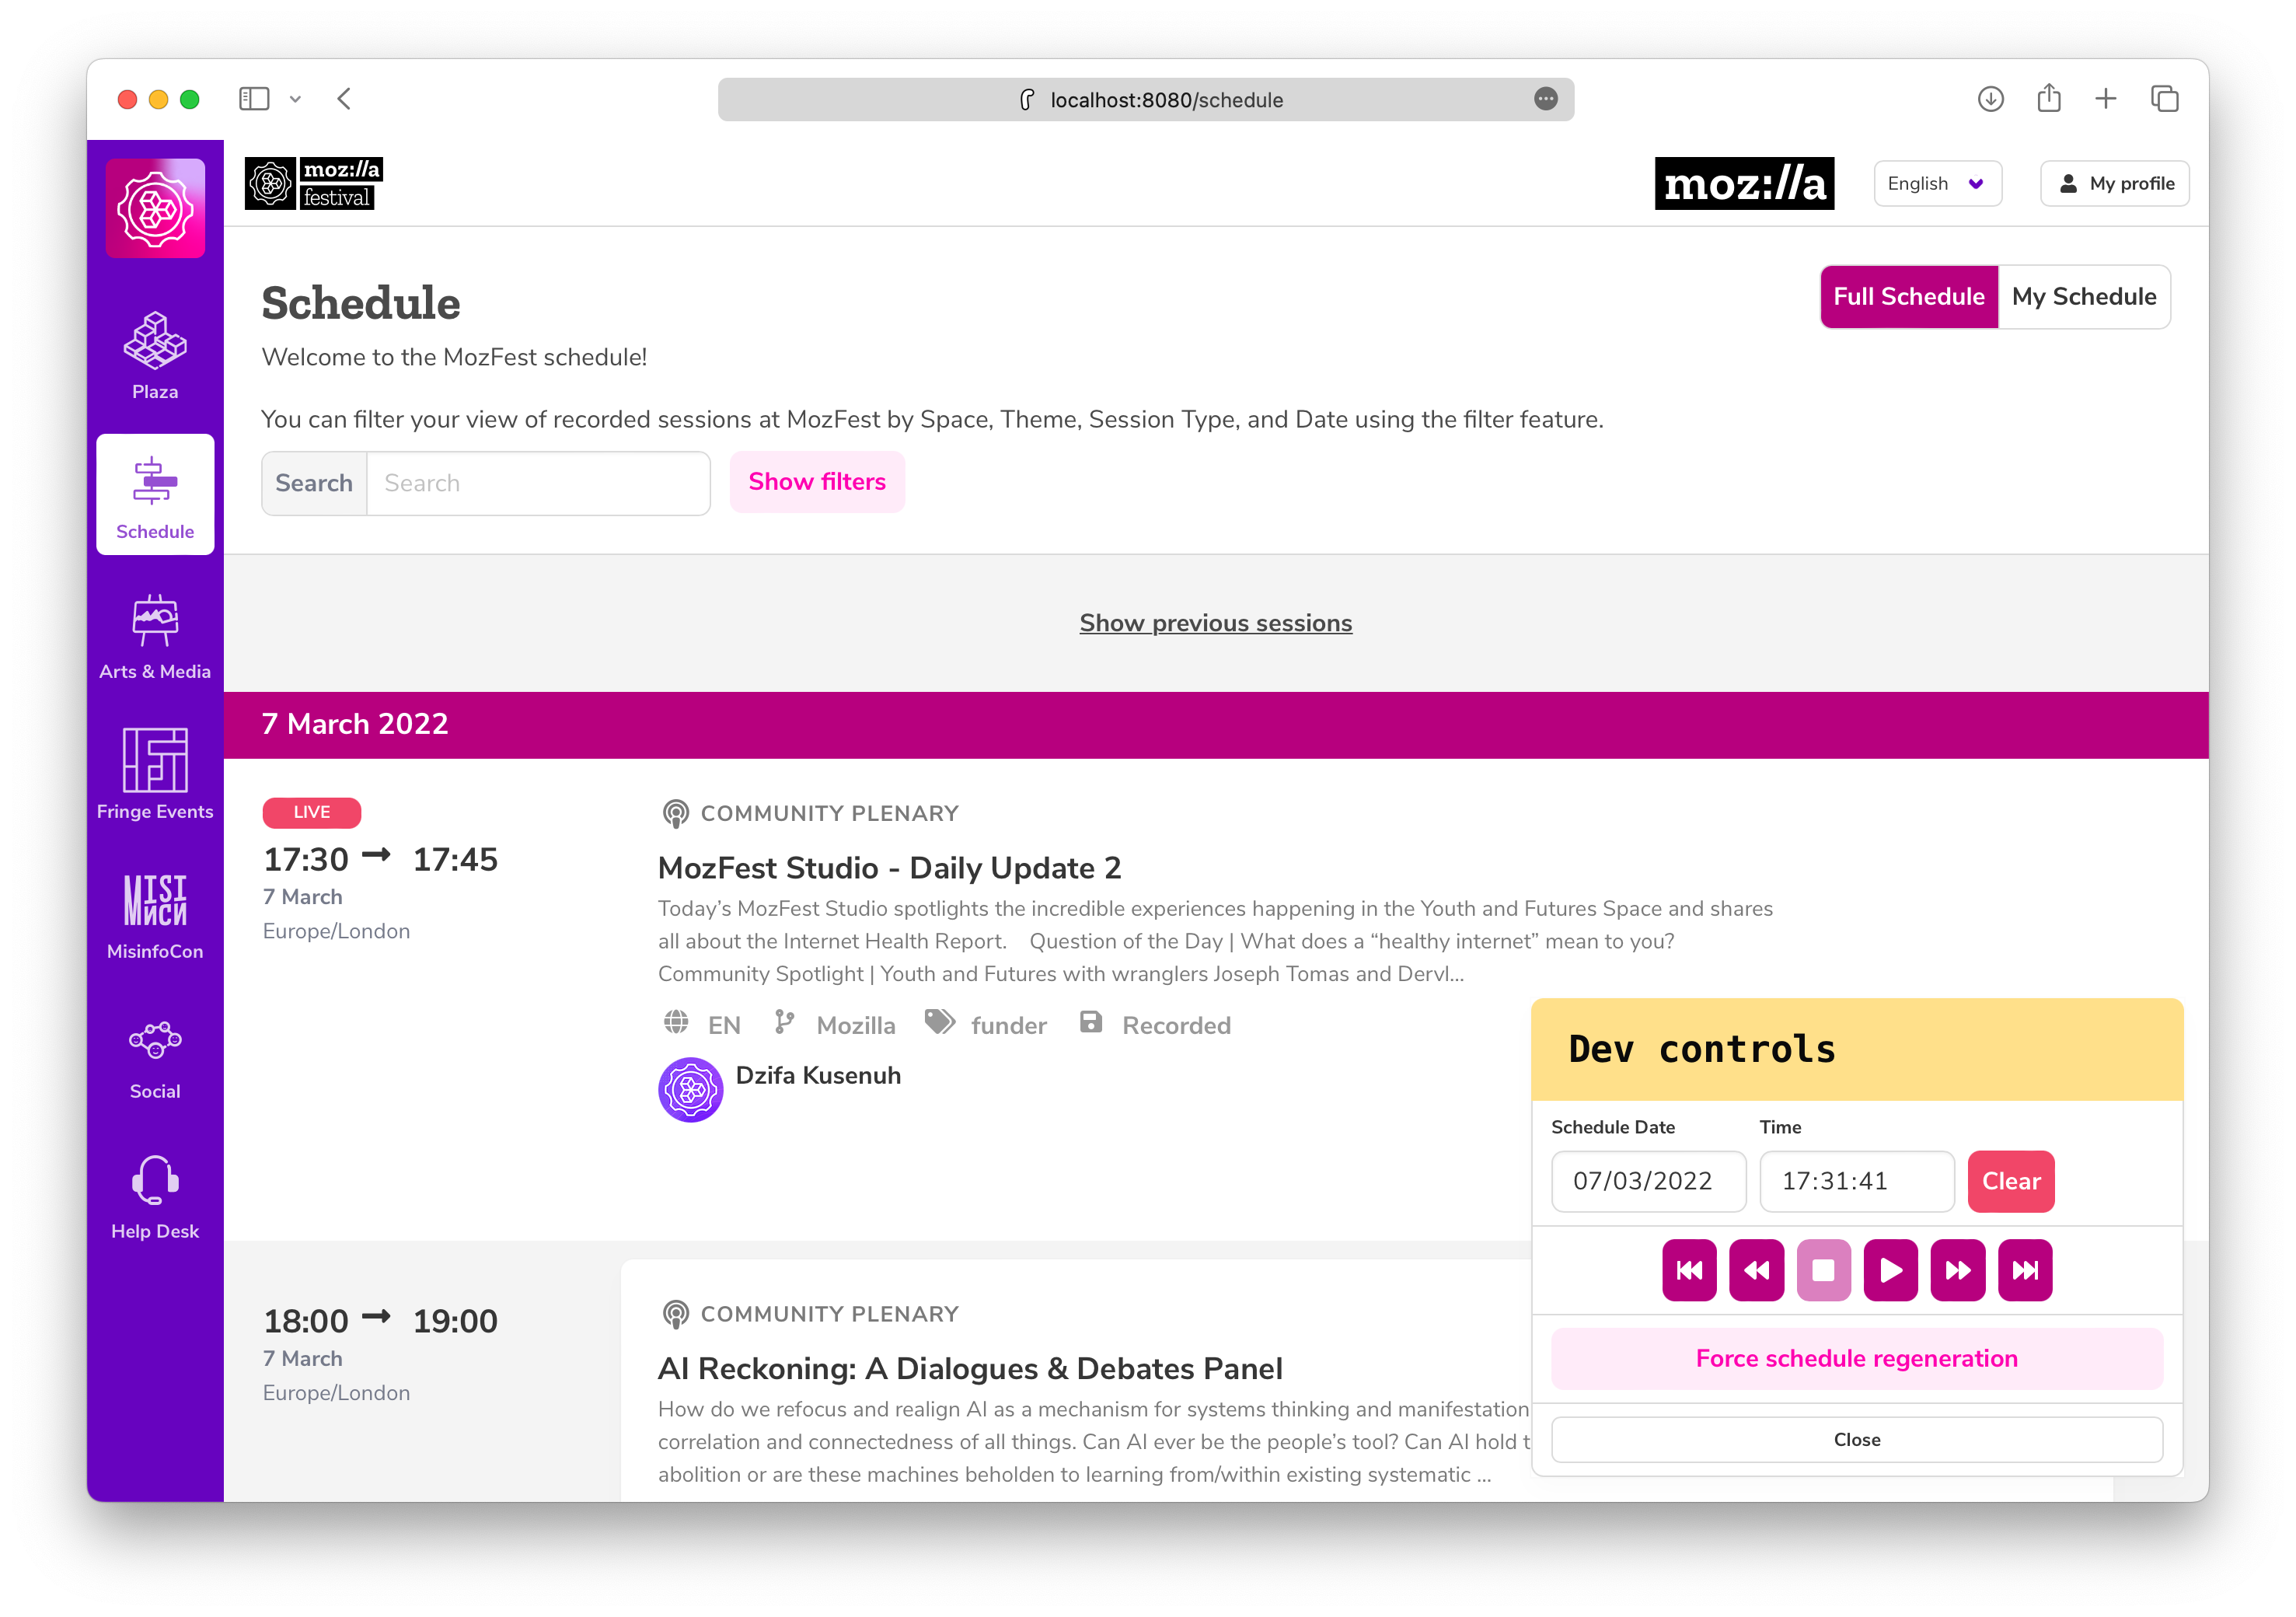 localhost:8080/schedule
moz://a
festival
moz://a
English
My profile
Plaza
Schedule
Arts & Media
Fringe Events
MISI
MисИ
MisinfoCon
Social
Help Desk
Schedule
Full Schedule
My Schedule
Welcome to the MozFest schedule!
You can filter your view of recorded sessions at MozFest by Space, Theme, Session Type, and Date using the filter feature.
Search
Search
Show filters
Show previous sessions
7 March 2022
LIVE
17:30 → 17:45
7 March
Europe/London
COMMUNITY PLENARY
MozFest Studio - Daily Update 2
Today’s MozFest Studio spotlights the incredible experiences happening in the Youth and Futures Space and shares
all about the Internet Health Report. Question of the Day | What does a “healthy internet” mean to you?
Community Spotlight | Youth and Futures with wranglers Joseph Tomas and Dervl...
EN Mozilla funder Recorded
Dzifa Kusenuh
18:00 → 19:00
7 March
Europe/London
COMMUNITY PLENARY
AI Reckoning: A Dialogues & Debates Panel
How do we refocus and realign AI as a mechanism for systems thinking and manifestation
correlation and connectedness of all things. Can AI ever be the people’s tool? Can AI hold t
abolition or are these machines beholden to learning from/within existing systematic ...
Dev controls
Schedule Date
Time
07/03/2022
17:31:41
Clear
Force schedule regeneration
Close